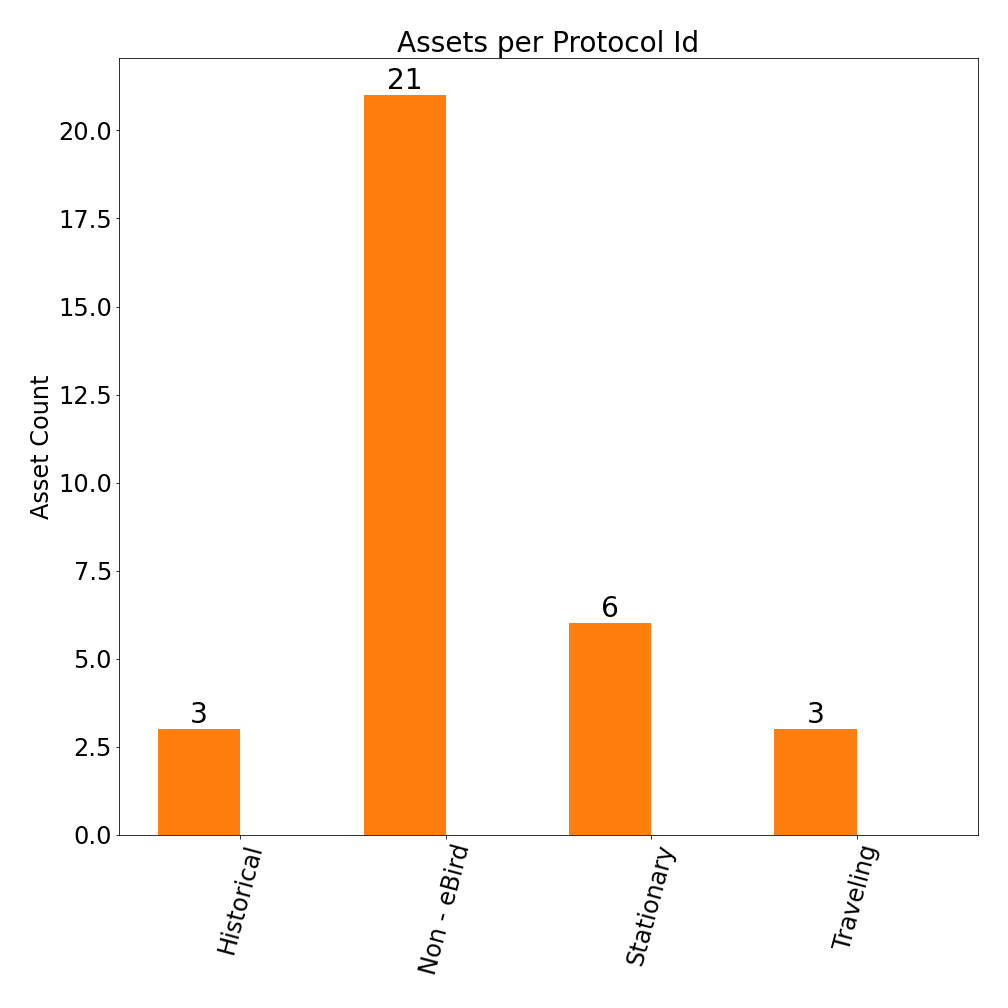 Assets per Protocol Id
21
20.0
17.5
15.0
12.5
Asset Count
10.0
7.5
6
5.0
3
3
2.5
0.0
Historical
Non - eBird
Stationary
Traveling